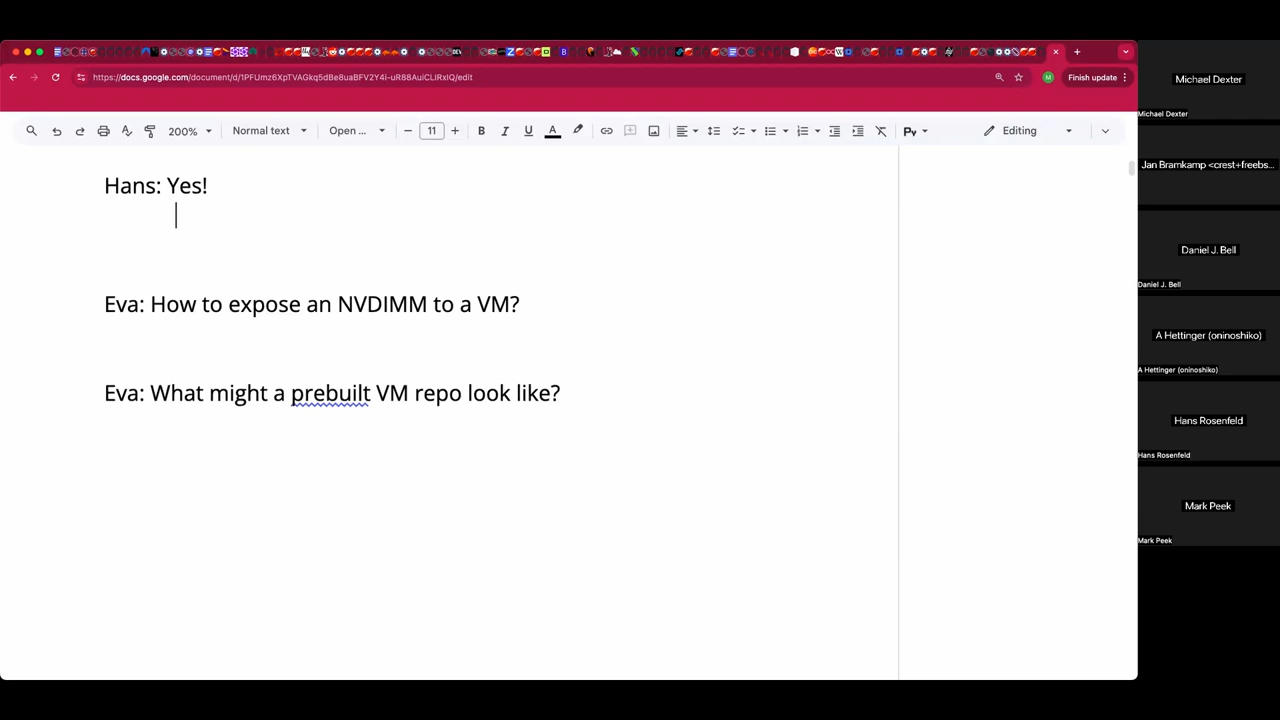 https://docs.google.com/document/d/1PFUmz6XpTVAGkq5dBe8uaBFV2Y4i-uR88AuiCLIRxIQ/edit
M
Finish update
200%
Normal text
Open ...
11
Editing
Hans: Yes!
Eva: How to expose an NVDIMM to a VM?
Eva: What might a prebuilt VM repo look like?
Michael Dexter
Michael Dexter
Jan Bramkamp <crest+freebs...
Daniel J. Bell
Daniel J. Bell
A Hettinger (oninoshiko)
A Hettinger (oninoshiko)
Hans Rosenfeld
Hans Rosenfeld
Mark Peek
Mark Peek